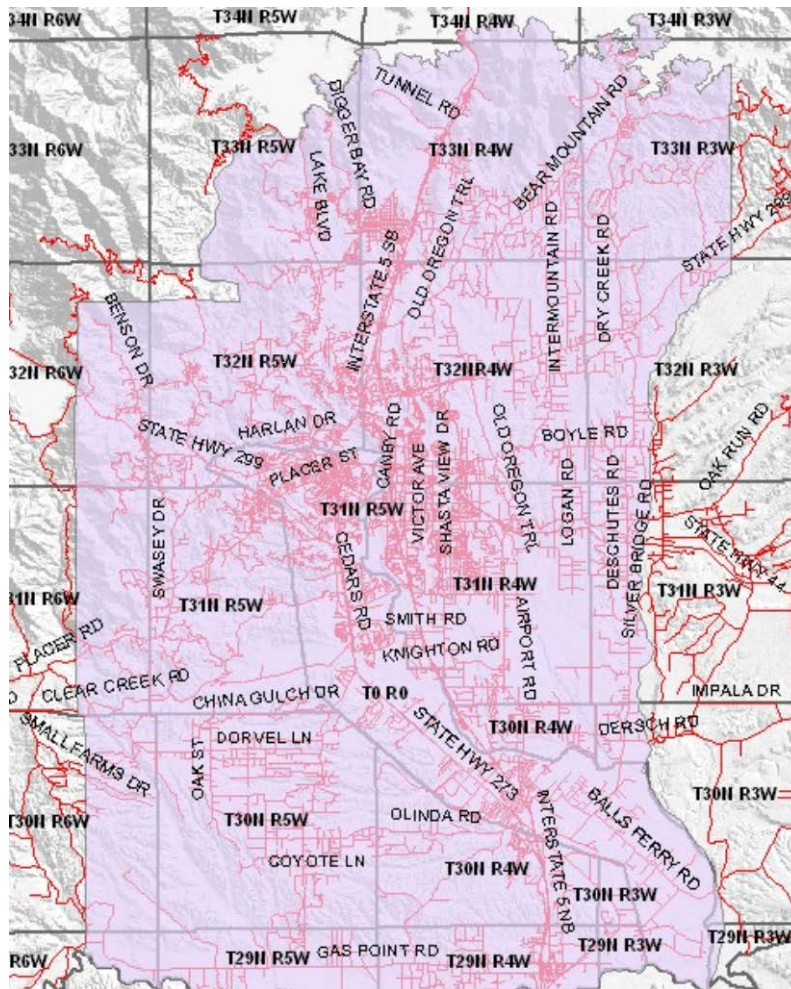 T34N R6W
T34N R5W
T34N R4W
T34N R3W
TUNNEL RD
DIGGER BAY RD
BEAR MOUNTAIN RD
33N R6W
T33N R5W
T33N R4W
T33N R3W
LAKE BLVD
OLD OREGON TRL
INTERMOUNTAIN RD
DRY CREEK RD
STATE HWY 299
INTERSTATE 5 SB
BENSON DR
32N R6W
T32N R5W
T32N R4W
T32N R3W
HARLAN DR
STATE HWY 299
PLACER ST
CANBY RD
VICTOR AVE
SHASTA VIEW DR
OLD OREGON TRL
BOYLE RD
LOGAN RD
DESCHUTES RD
SILVER BRIDGE RD
OAK RUN RD
STATE HWY 44
T31N R5W
SWASEY DR
CEDARS RD
31N R6W
T31N R5W
T31N R4W
T31N R3W
SMITH RD
AIRPORT RD
PLACER RD
KNIGHTON RD
CLEAR CREEK RD
CHINA GULCH DR
T0 R0
IMPALA DR
T30N R4W
DERSCH RD
SMALLFARMS DR
OAK ST
DORVEL LN
STATE HWY 273
T30N R6W
T30N R5W
OLINDA RD
INTERSTATE 5 NB
BALLS FERRY RD
T30N R3W
COYOTE LN
T30N R4W
T30N R3W
R6W
T29N R5W
GAS POINT RD
T29N R4W
T29N R3W
T29N R3W